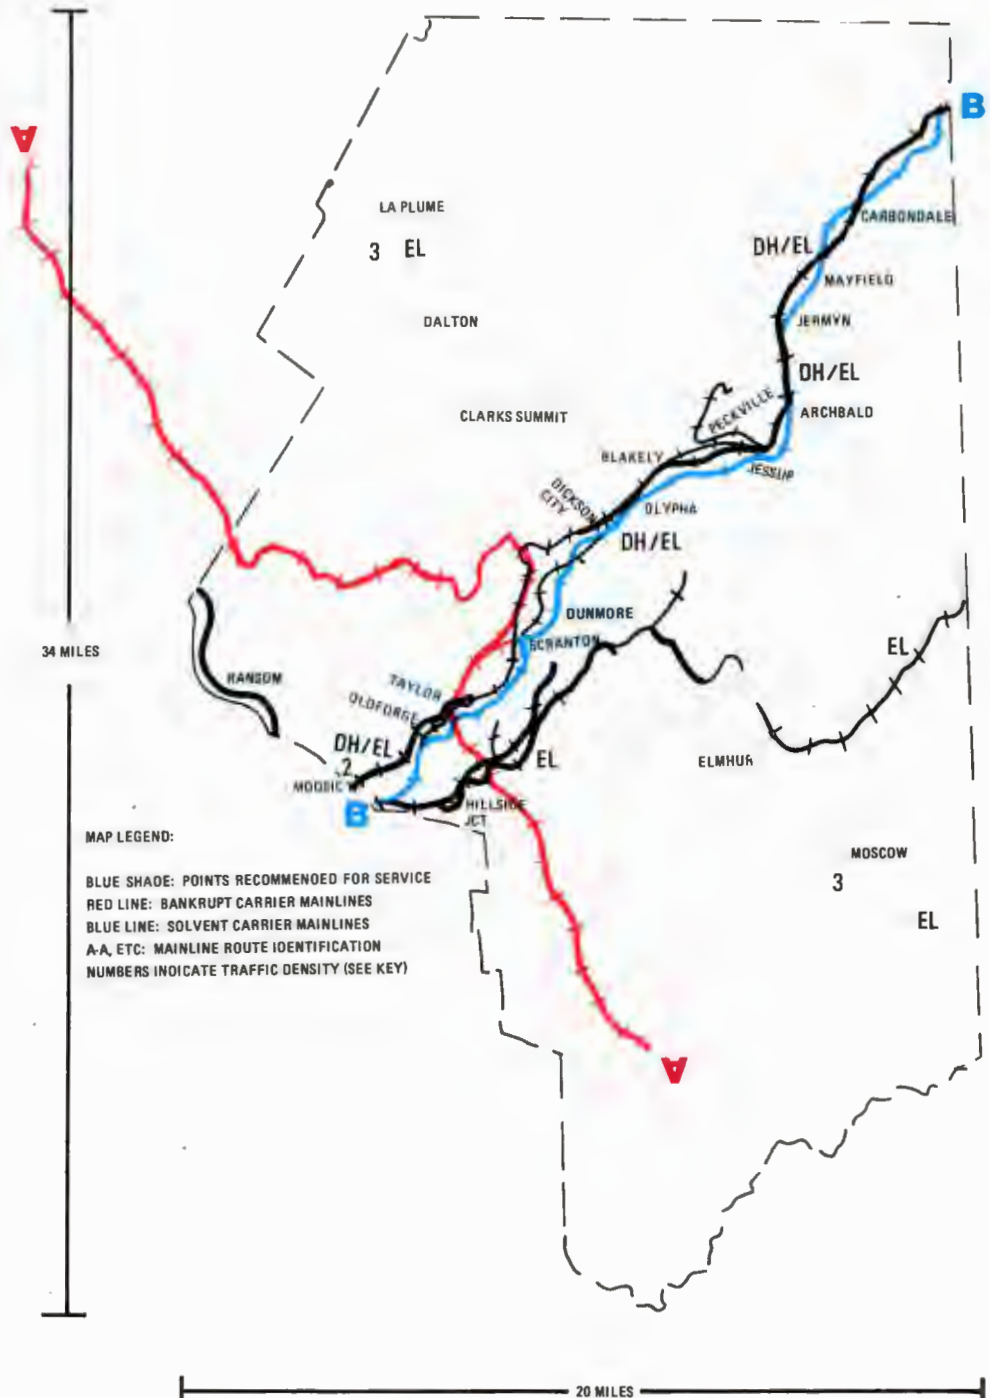 B
A
LA PLUME
CARBONDALE
3 EL
DH/EL
MAYFIELD
DALTON
JERMYN
DH/EL
PECKVILLE
ARCHBALD
CLARKS SUMMIT
BLAKELY
JESSUP
DICKSON
CITY
OLYPHA
DH/EL
DUNMORE
SCRANTON
EL
34 MILES
RANSOM
TAYLOR
OLDFORGE
DH/EL
2
EL
ELMHUR
MOOSIC
B
HILLSIDE
JCT
MAP LEGEND:
BLUE SHADE: POINTS RECOMMENDED FOR SERVICE
RED LINE: BANKRUPT CARRIER MAINLINES
BLUE LINE: SOLVENT CARRIER MAINLINES
A-A, ETC: MAINLINE ROUTE IDENTIFICATION
NUMBERS INDICATE TRAFFIC DENSITY (SEE KEY)
MOSCOW
3
EL
A
20 MILES